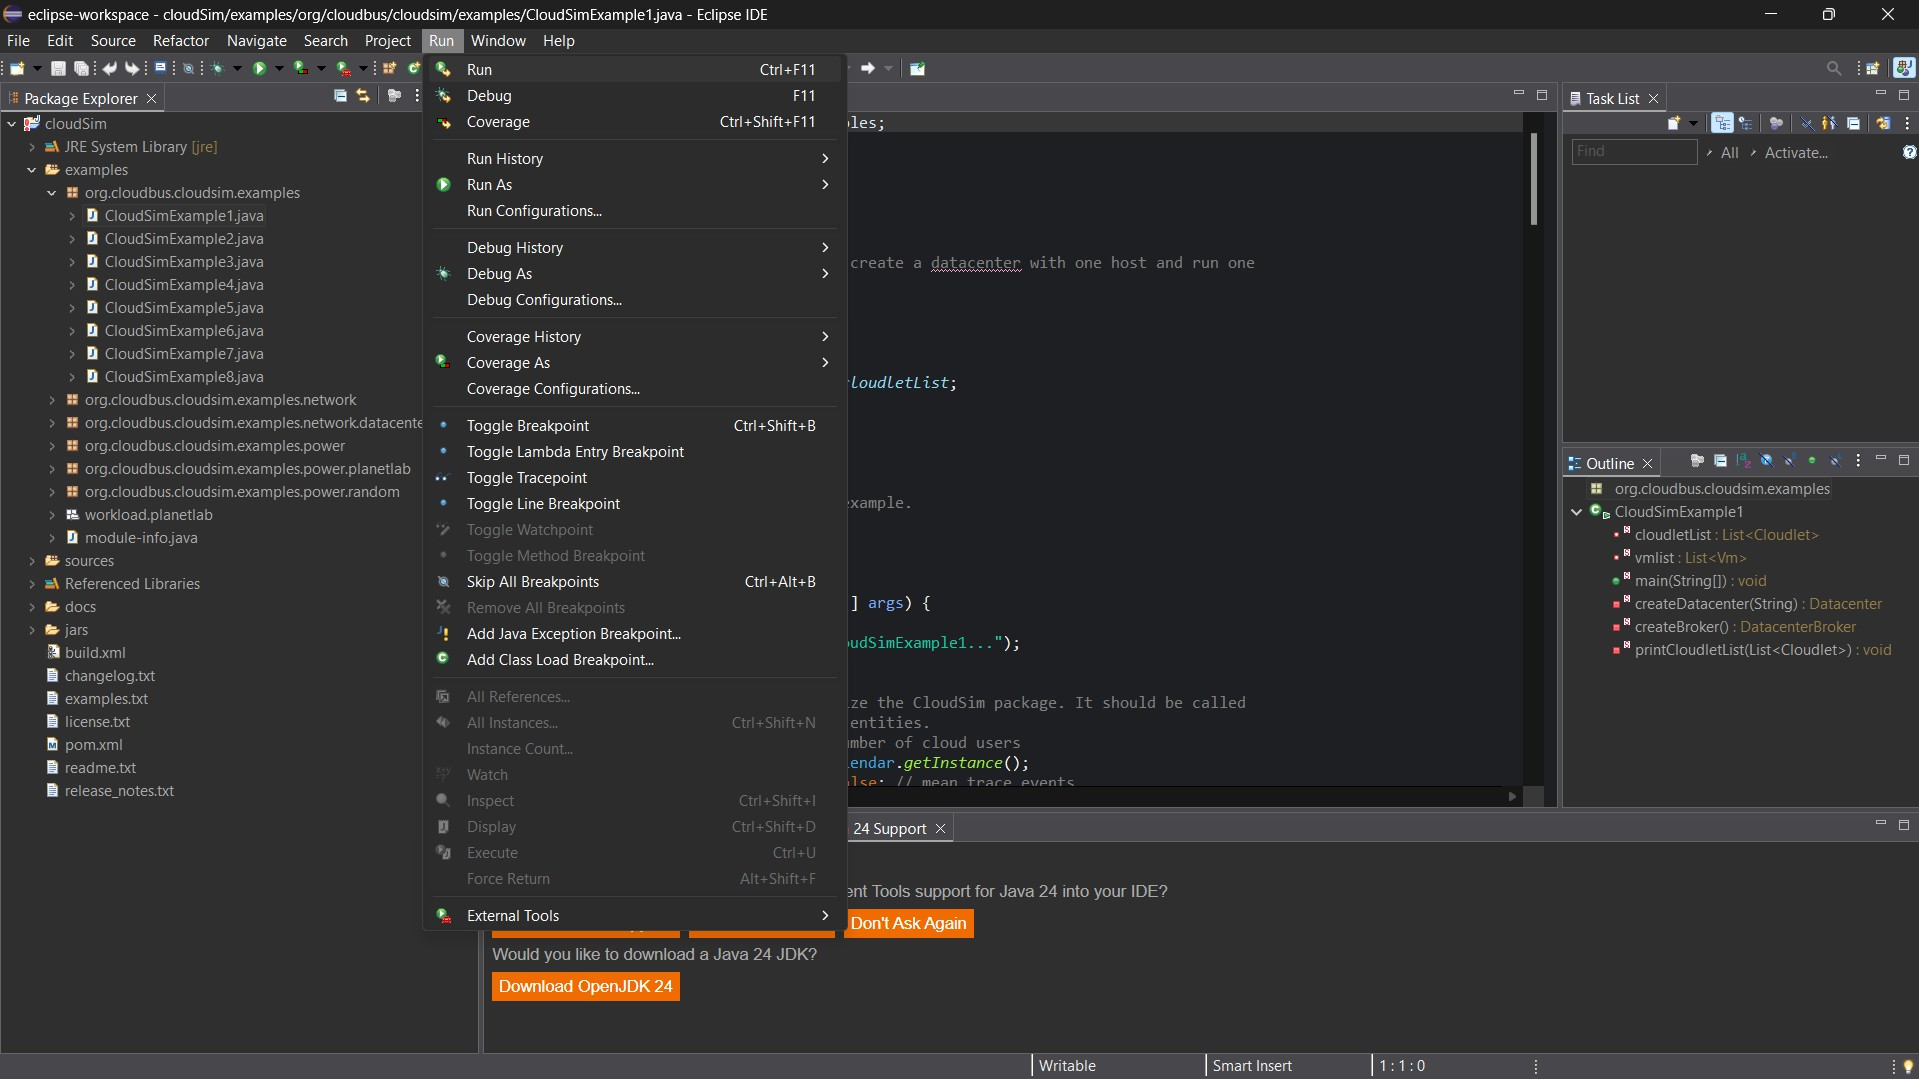 eclipse-workspace - cloudSim/examples/org/cloudbus/cloudsim/examples/CloudSimExample1.java - Eclipse IDE
File Edit Source Refactor Navigate Search Project Run Window Help
Package Explorer
cloudSim
JRE System Library [jre]
examples
org.cloudbus.cloudsim.examples
CloudSimExample1.java
CloudSimExample2.java
CloudSimExample3.java
CloudSimExample4.java
CloudSimExample5.java
CloudSimExample6.java
CloudSimExample7.java
CloudSimExample8.java
org.cloudbus.cloudsim.examples.network
org.cloudbus.cloudsim.examples.network.datacente
org.cloudbus.cloudsim.examples.power
org.cloudbus.cloudsim.examples.power.planetlab
org.cloudbus.cloudsim.examples.power.random
workload.planetlab
module-info.java
sources
Referenced Libraries
docs
jars
build.xml
changelog.txt
examples.txt
license.txt
pom.xml
readme.txt
release_notes.txt
Run Ctrl+F11
Debug F11
Coverage Ctrl+Shift+F11
Run History
Run As
Run Configurations...
Debug History
Debug As
Debug Configurations...
Coverage History
Coverage As
Coverage Configurations...
Toggle Breakpoint Ctrl+Shift+B
Toggle Lambda Entry Breakpoint
Toggle Tracepoint
Toggle Line Breakpoint
Toggle Watchpoint
Toggle Method Breakpoint
Skip All Breakpoints Ctrl+Alt+B
Remove All Breakpoints
Add Java Exception Breakpoint...
Add Class Load Breakpoint...
All References...
All Instances... Ctrl+Shift+N
Instance Count...
Watch
Inspect Ctrl+Shift+I
Display Ctrl+Shift+D
Execute Ctrl+U
Force Return Alt+Shift+F
External Tools
les;
create a datacenter with one host and run one
loudletList;
example.
] args) {
udSimExample1...");
ze the CloudSim package. It should be called
entities.
mber of cloud users
endar.getInstance();
lse; // mean trace events
24 Support
ent Tools support for Java 24 into your IDE?
Don't Ask Again
Would you like to download a Java 24 JDK?
Download OpenJDK 24
Task List
Find All Activate...
Outline
org.cloudbus.cloudsim.examples
CloudSimExample1
cloudletList : List<Cloudlet>
vmlist : List<Vm>
main(String[]) : void
createDatacenter(String) : Datacenter
createBroker() : DatacenterBroker
printCloudletList(List<Cloudlet>) : void
Writable Smart Insert 1 : 1 : 0